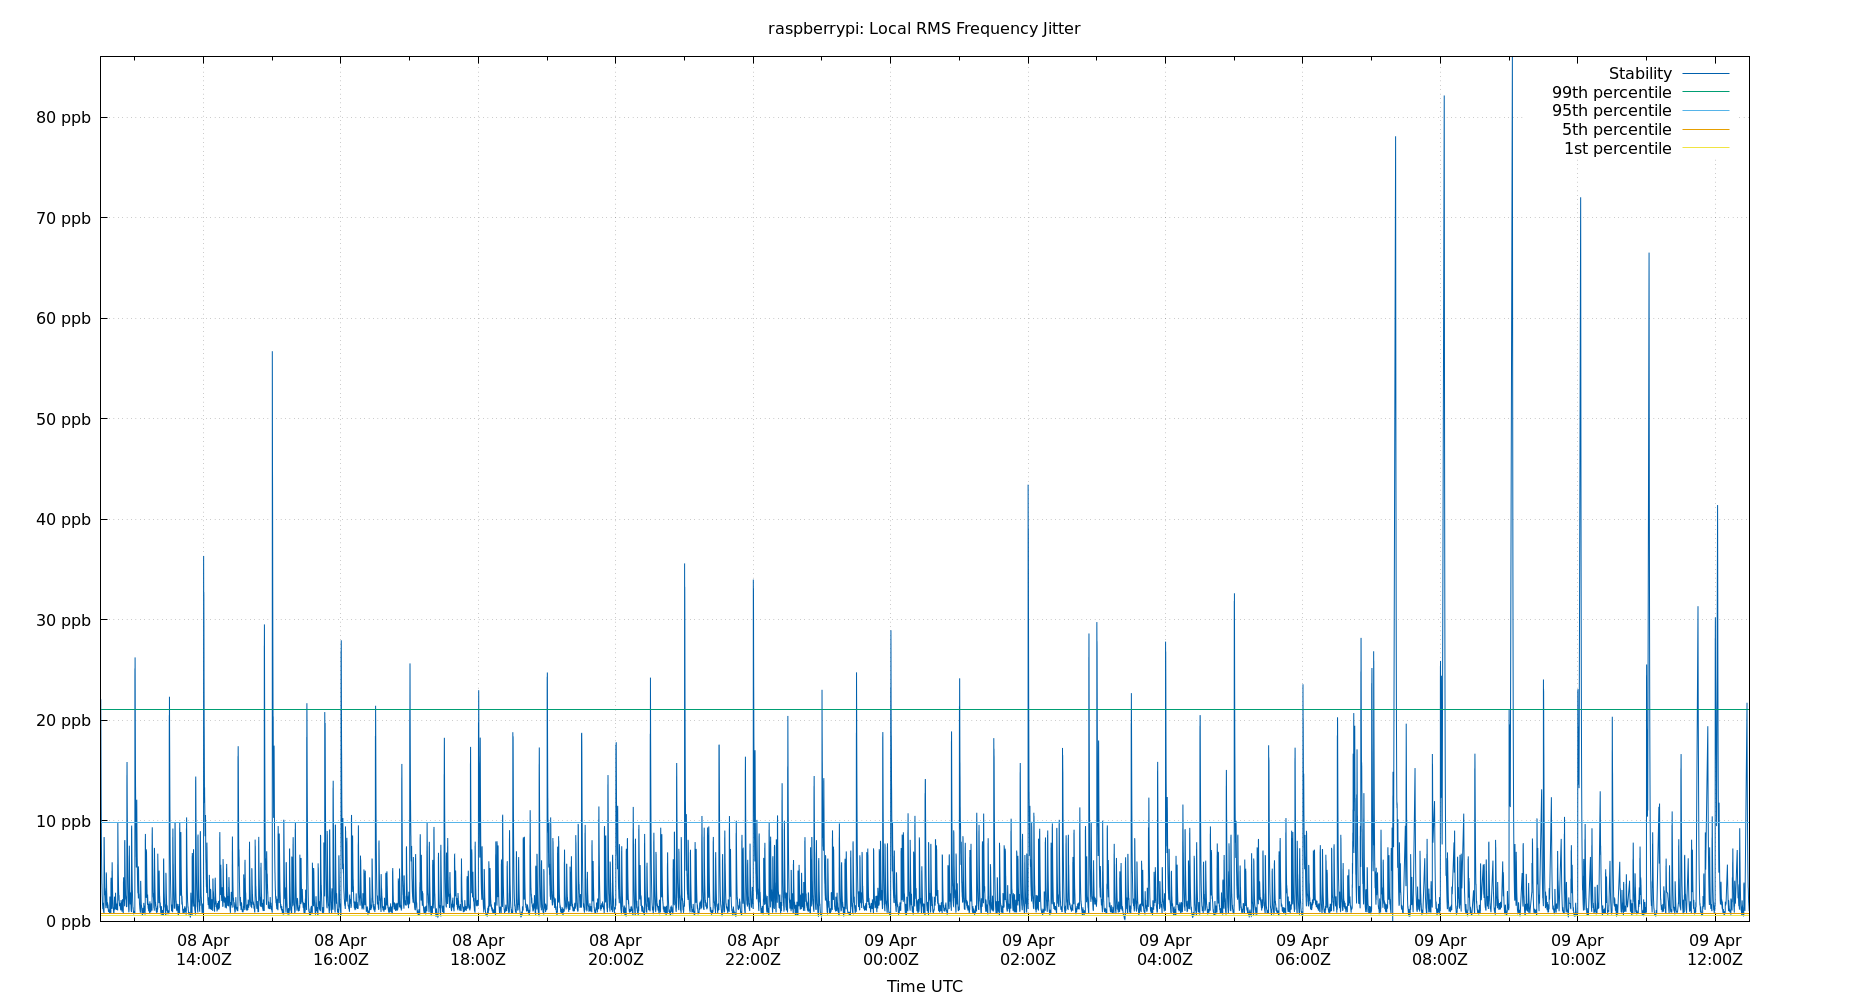 raspberrypi: Local RMS Frequency Jitter
Stability
99th percentile
95th percentile
5th percentile
1st percentile
80 ppb
70 ppb
60 ppb
50 ppb
40 ppb
30 ppb
20 ppb
10 ppb
0 ppb
08 Apr 08 Apr 08 Apr 08 Apr 08 Apr 09 Apr 09 Apr 09 Apr 09 Apr 09 Apr 09 Apr 09 Apr
14:00Z 16:00Z 18:00Z 20:00Z 22:00Z 00:00Z 02:00Z 04:00Z 06:00Z 08:00Z 10:00Z 12:00Z
Time UTC